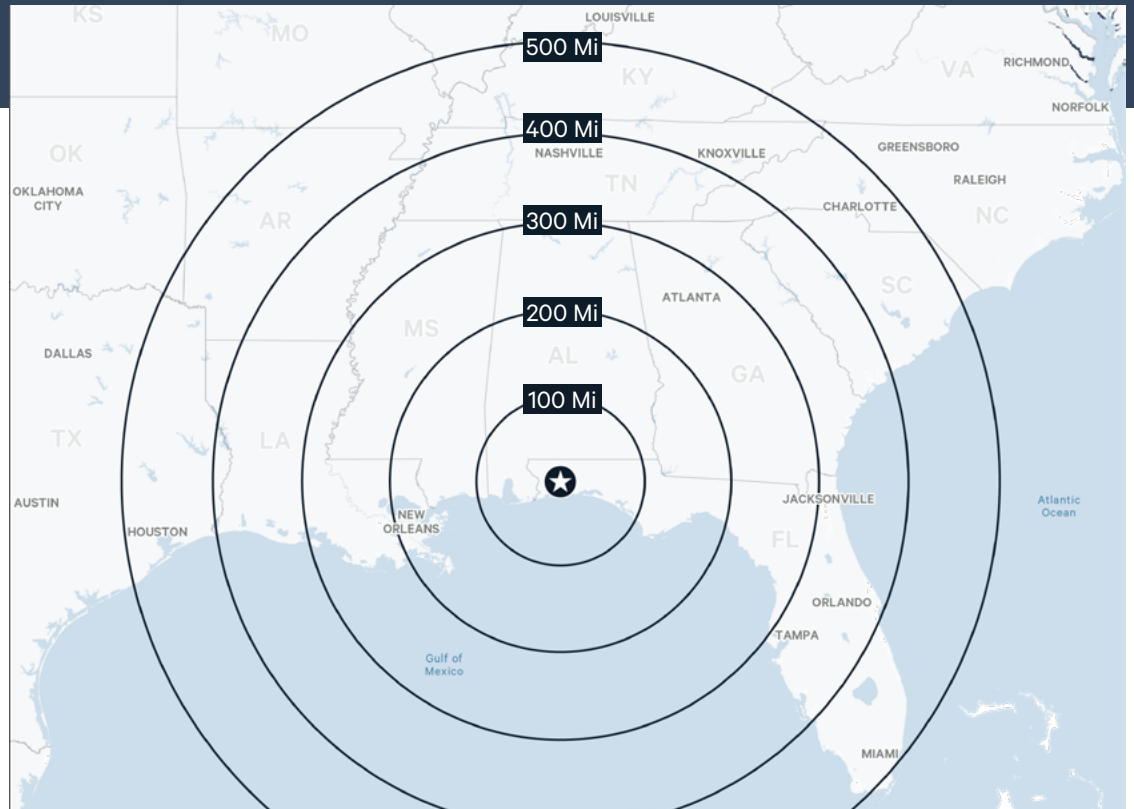 KS
MO
LOUISVILLE
500 Mi
KY
VA
RICHMOND
NORFOLK
400 Mi
OK
NASHVILLE
KNOXVILLE
GREENSBORO
TN
RALEIGH
OKLAHOMA
CITY
CHARLOTTE
AR
300 Mi
NC
SC
ATLANTA
200 Mi
MS
DALLAS
AL
GA
100 Mi
TX
LA
AUSTIN
JACKSONVILLE
Atlantic
Ocean
NEW
ORLEANS
HOUSTON
FL
ORLANDO
TAMPA
Gulf of
Mexico
MIAMI